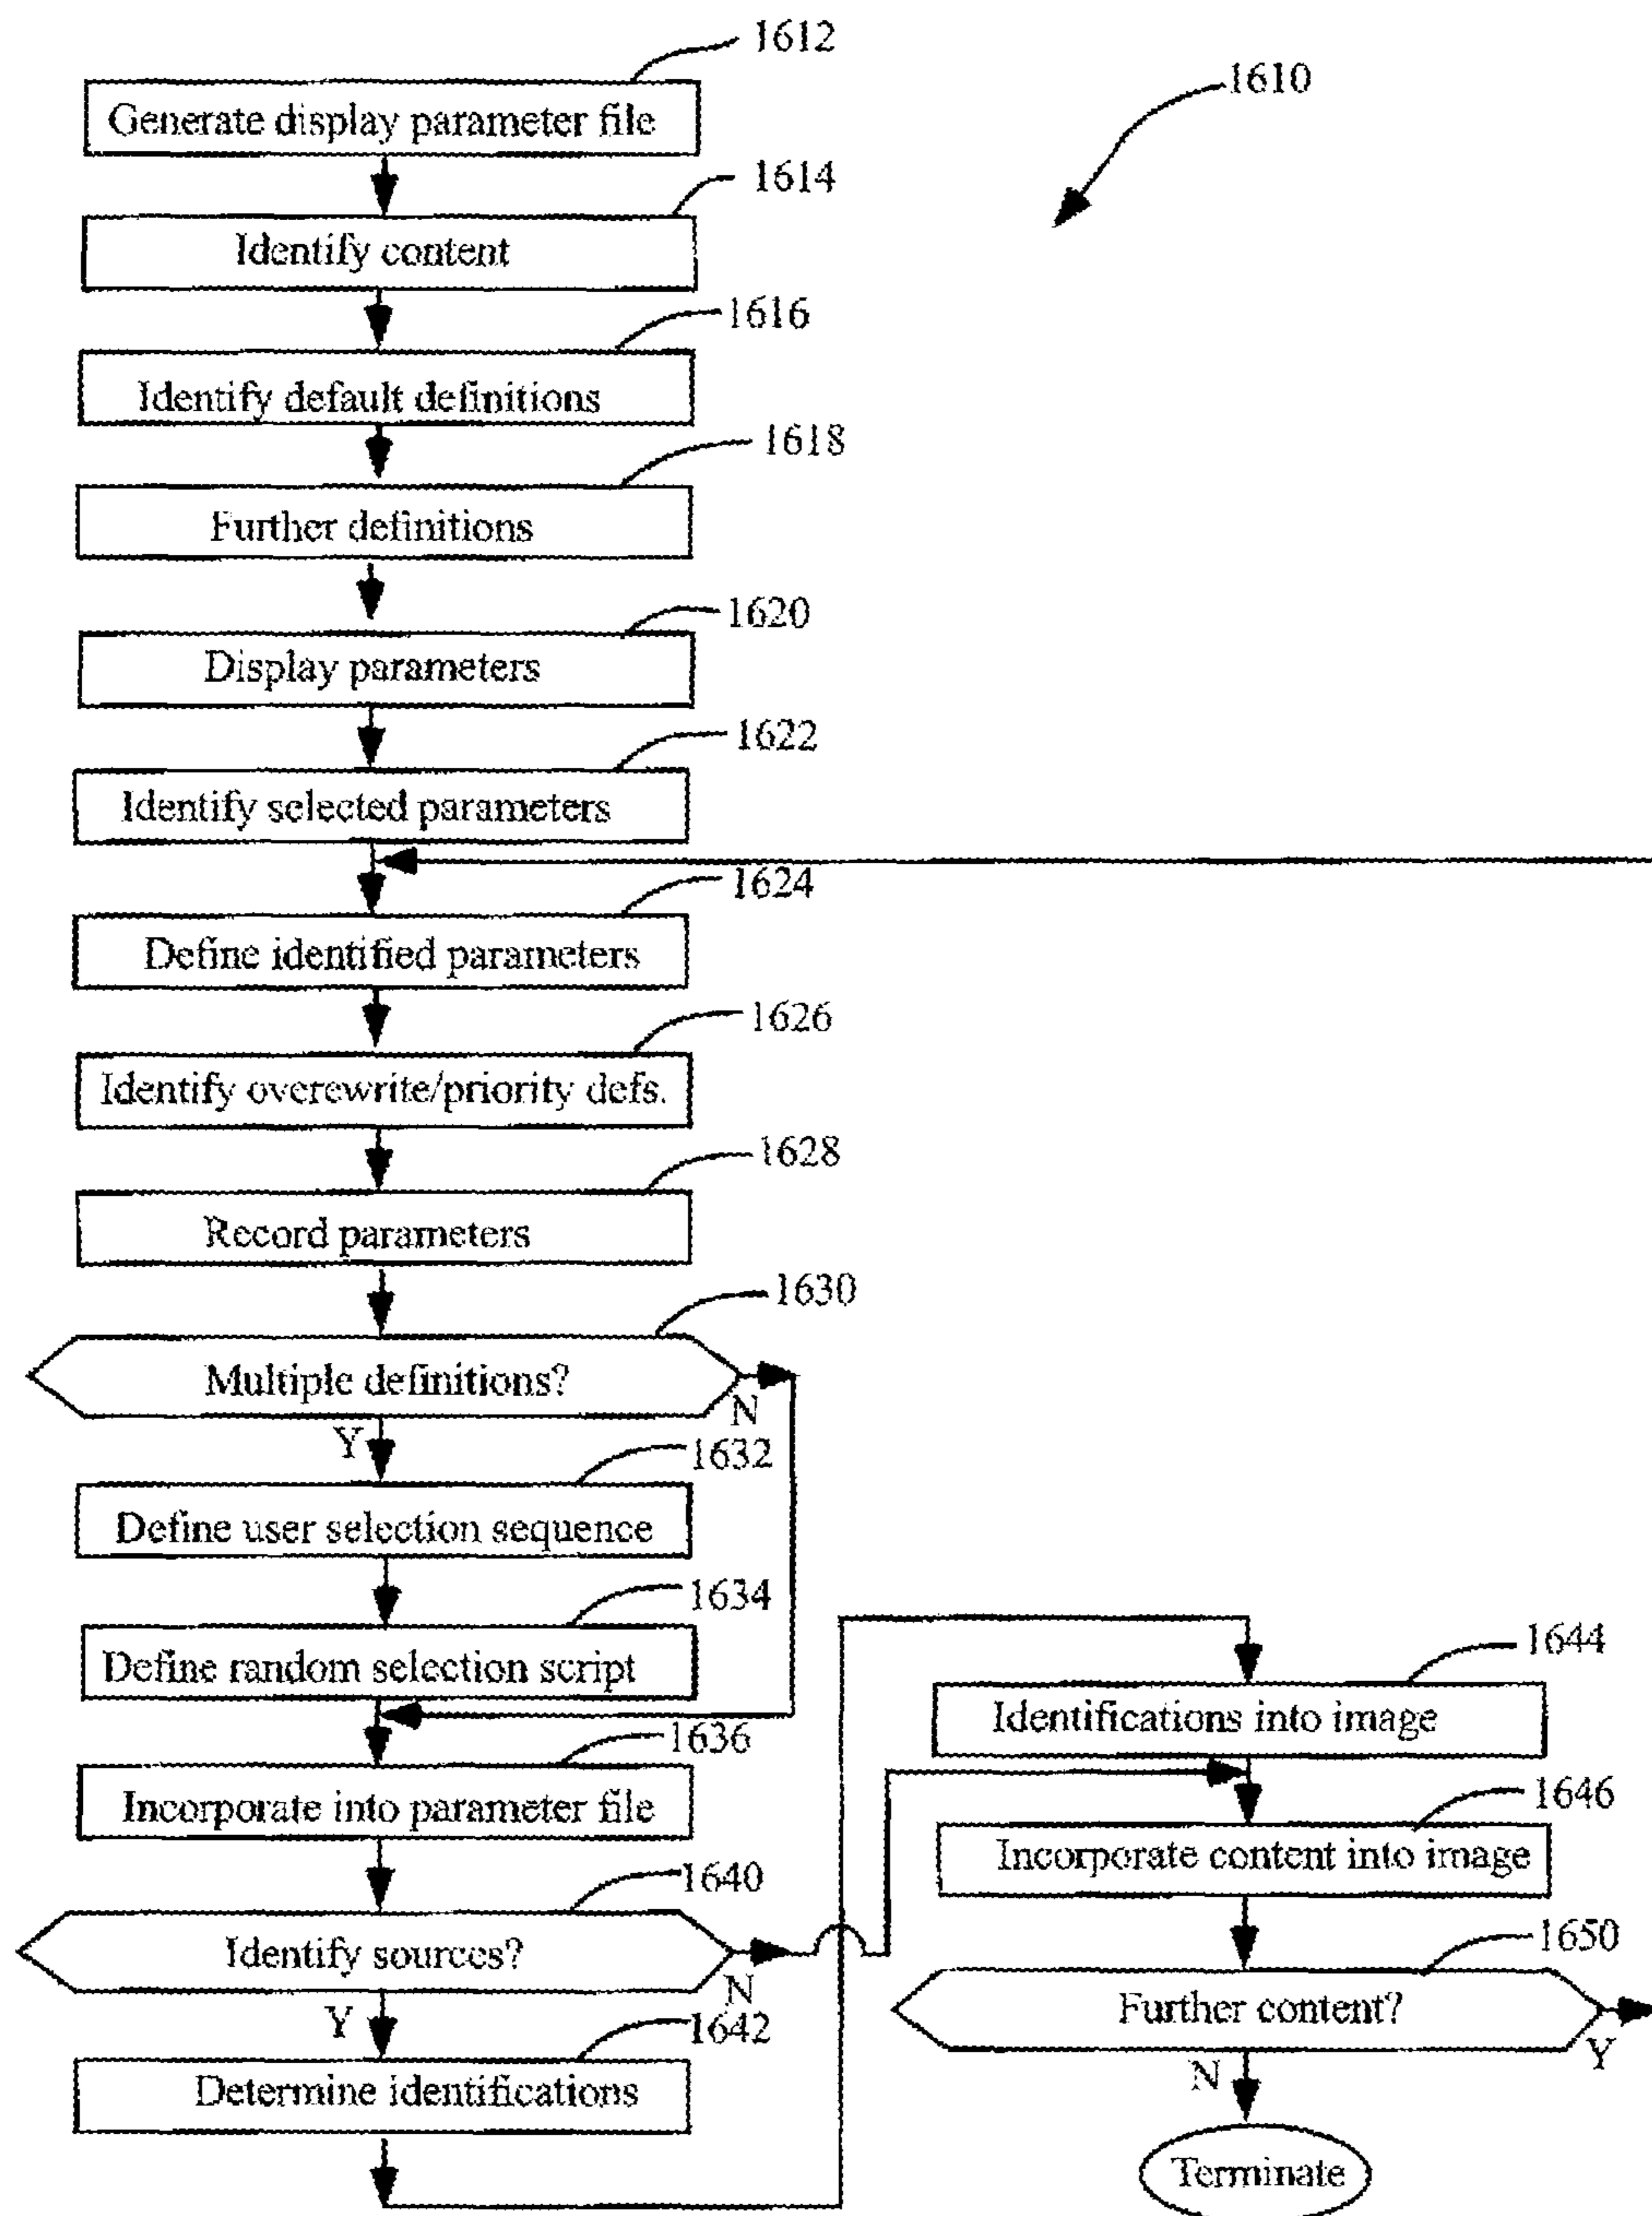 1612
1610
Generate display parameter file
1614
Identify content
1616
Identify default definitions
1618
Further definitions
1620
Display parameters
1622
Identify selected parameters
1624
Define identified parameters
1626
Identify overewrite/priority defs.
1628
Record parameters
1630
Multiple definitions?
N
Y
1632
Define user selection sequence
1634
Define random selection script
1636
Incorporate into parameter file
1640
Identify sources?
N
Y
1642
Determine identifications
1644
Identifications into image
1646
Incorporate content into image
1650
Further content?
Y
N
Terminate